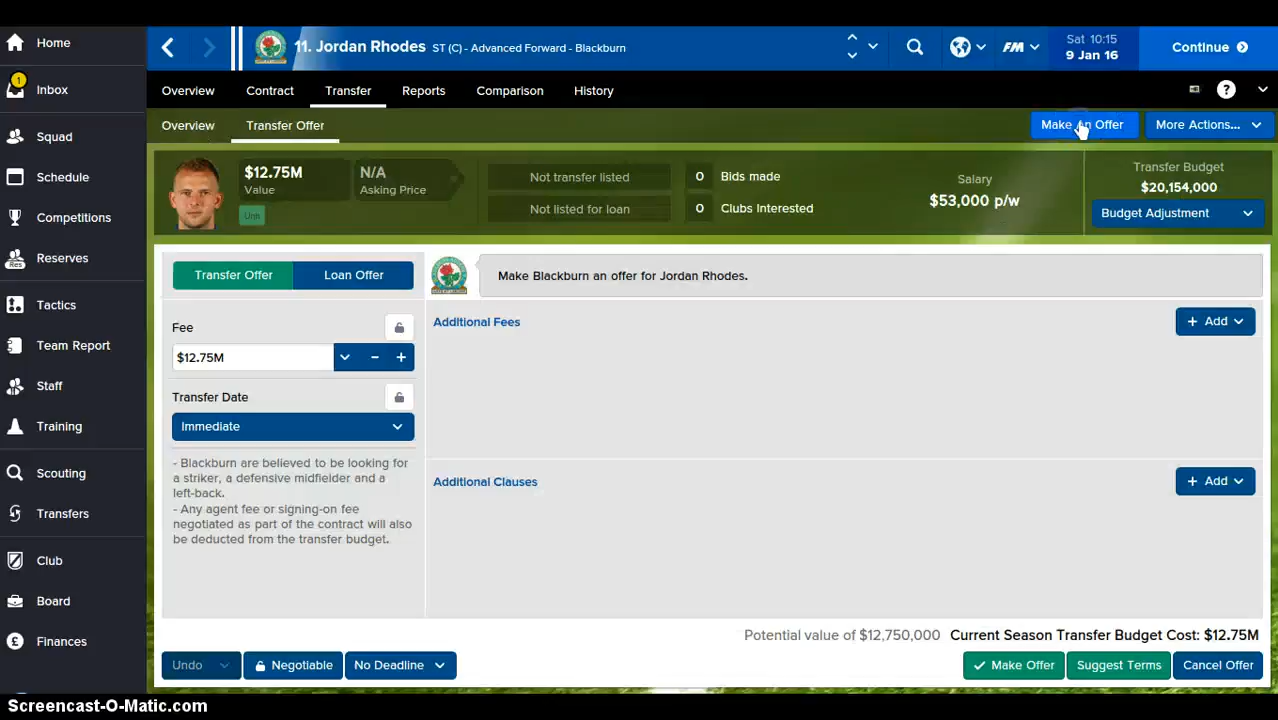 Home
Inbox
1
Squad
Schedule
Competitions
Reserves
Res
Tactics
Team Report
Staff
Training
Scouting
Transfers
Club
Board
Finances
11. Jordan Rhodes ST (C) - Advanced Forward - Blackburn
FM
Sat 10:15
9 Jan 16
Continue
Overview Contract Transfer Reports Comparison History
?
Overview Transfer Offer
Make An Offer More Actions...
$12.75M
Value
Unh
N/A
Asking Price
Not transfer listed
Not listed for loan
0 Bids made
0 Clubs Interested
Salary
$53,000 p/w
Transfer Budget
$20,154,000
Budget Adjustment
Transfer Offer Loan Offer
Make Blackburn an offer for Jordan Rhodes.
Fee
$12.75M
Transfer Date
Immediate
- Blackburn are believed to be looking for
a striker, a defensive midfielder and a
left-back.
- Any agent fee or signing-on fee
negotiated as part of the contract will also
be deducted from the transfer budget.
Additional Fees
+ Add
Additional Clauses
+ Add
Potential value of $12,750,000 Current Season Transfer Budget Cost: $12.75M
Undo Negotiable No Deadline
Make Offer Suggest Terms Cancel Offer
Screencast-O-Matic.com